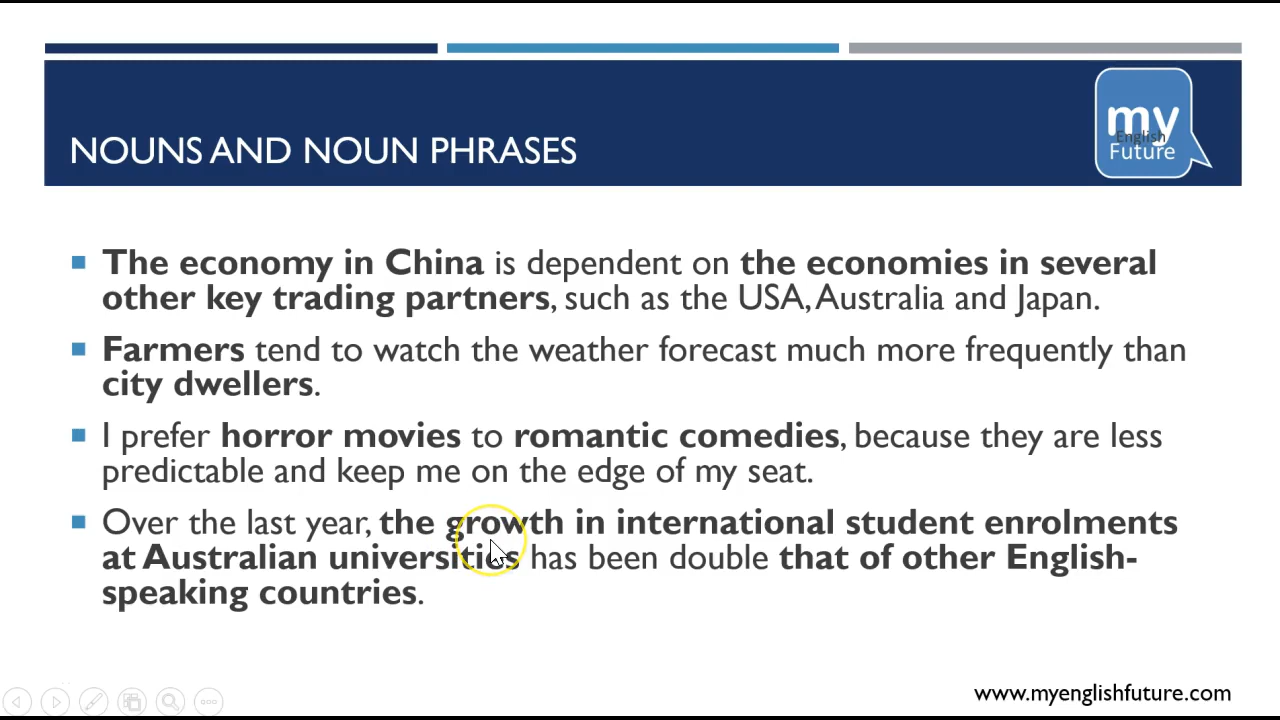 my
English
Future
NOUNS AND NOUN PHRASES
The economy in China is dependent on the economies in several
other key trading partners, such as the USA, Australia and Japan.
Farmers tend to watch the weather forecast much more frequently than
city dwellers.
I prefer horror movies to romantic comedies, because they are less
predictable and keep me on the edge of my seat.
Over the last year, the growth in international student enrolments
at Australian universities has been double that of other English-
speaking countries.
www.myenglishfuture.com